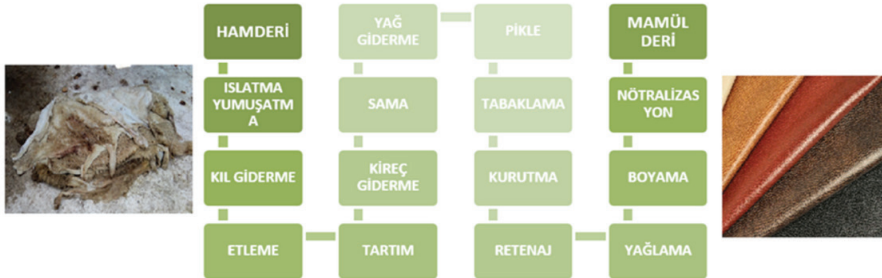 HAMDERİ
ISLATMA
YUMUŞATM
A
KIL GİDERME
ETLEME
TARTIM
KİREÇ
GİDERME
SAMA
YAĞ
GİDERME
PİKLE
TABAKLAMA
KURUTMA
RETENAJ
YAĞLAMA
BOYAMA
NÖTRALİZAS
YON
MAMÜL
DERİ